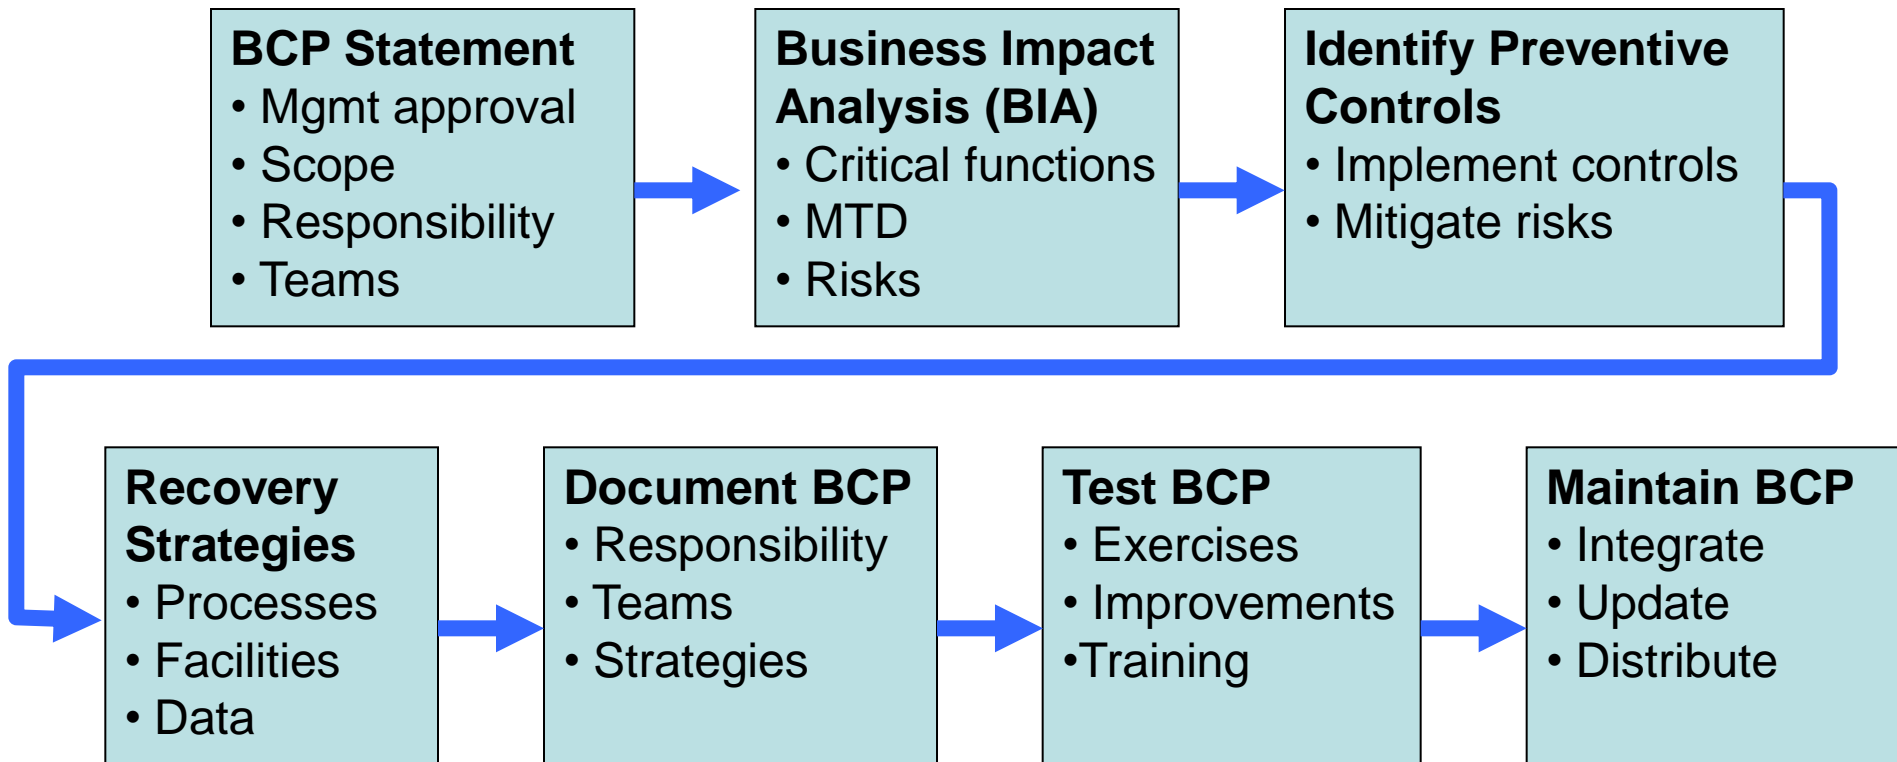 BCP Statement
• Mgmt approval
• Scope
• Responsibility
• Teams
Business Impact
Analysis (BIA)
• Critical functions
• MTD
• Risks
Identify Preventive
Controls
• Implement controls
• Mitigate risks
Recovery
Strategies
• Processes
• Facilities
• Data
Document BCP
• Responsibility
• Teams
• Strategies
Test BCP
• Exercises
• Improvements
•Training
Maintain BCP
• Integrate
• Update
• Distribute